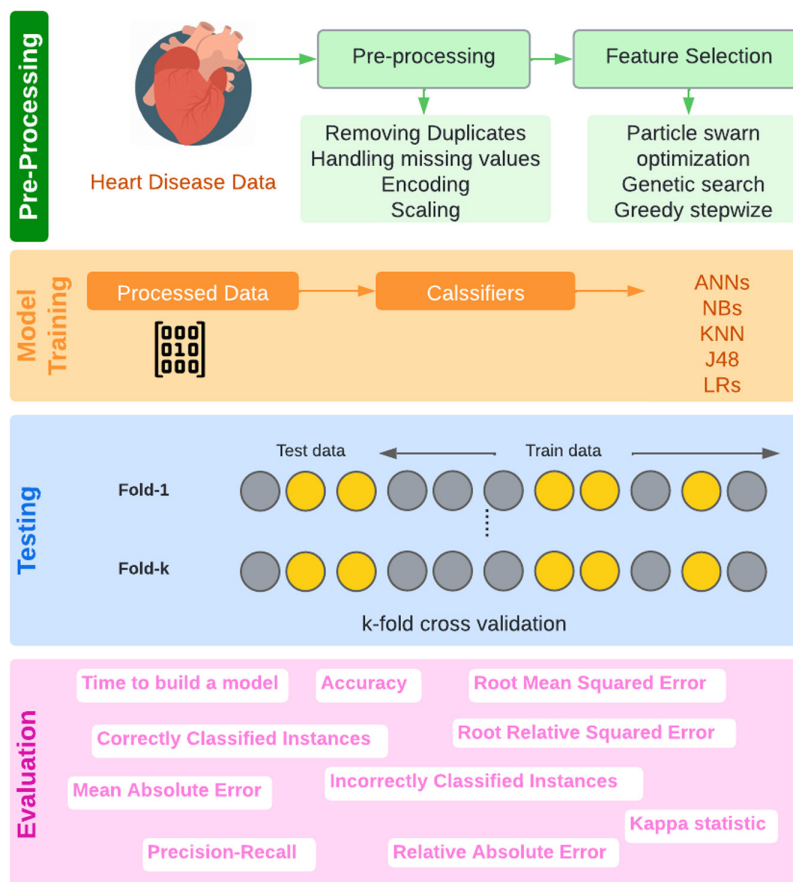 Pre-Processing
Pre-processing
Feature Selection
Heart Disease Data
Removing Duplicates
Handling missing values
Encoding
Scaling
Particle swarn
optimization
Genetic search
Greedy stepwize
Model
Training
Processed Data
Calssifiers
000
010
000
ANNs
NBs
KNN
J48
LRs
Testing
Test data
Train data
Fold-1
Fold-k
k-fold cross validation
Evaluation
Time to build a model
Accuracy
Root Mean Squared Error
Correctly Classified Instances
Root Relative Squared Error
Mean Absolute Error
Incorrectly Classified Instances
Kappa statistic
Precision-Recall
Relative Absolute Error